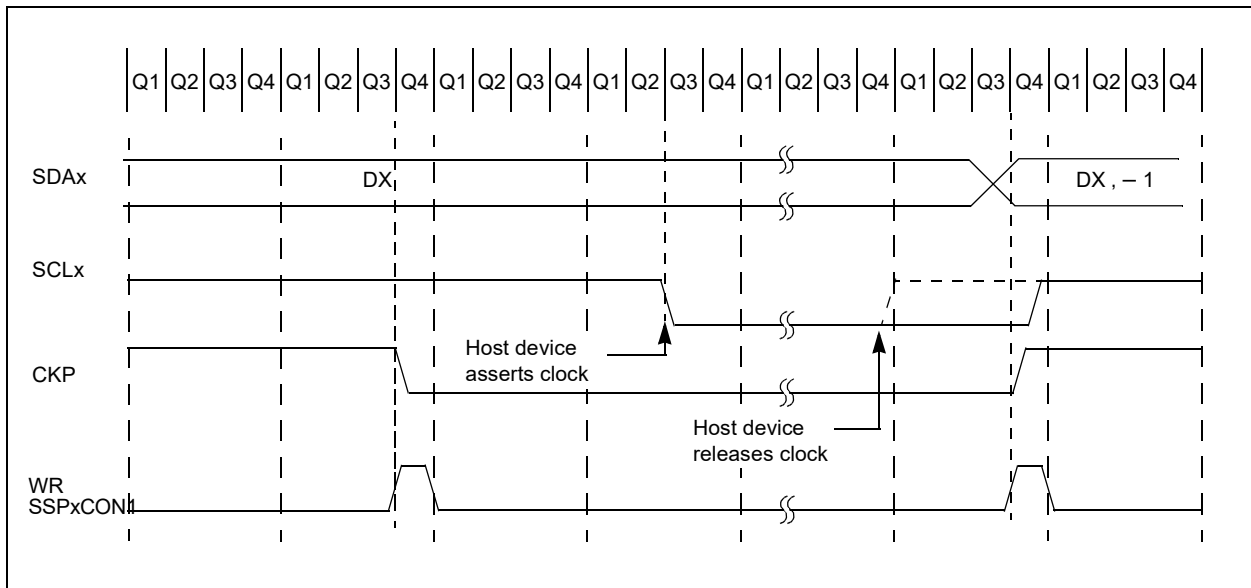 Q1 Q2 Q3 Q4 Q1 Q2 Q3 Q4 Q1 Q2 Q3 Q4 Q1 Q2 Q3 Q4 Q1 Q2 Q3 Q4 Q1 Q2 Q3 Q4 Q1 Q2 Q3 Q4
SDAx
DX
DX , – 1
SCLx
Host device
asserts clock
CKP
Host device
releases clock
WR
SSPxCON1